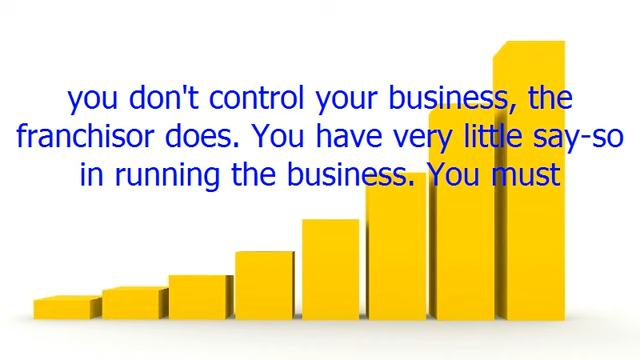 you don't control your business, the
franchisor does. You have very little say-so
in running the business. You must